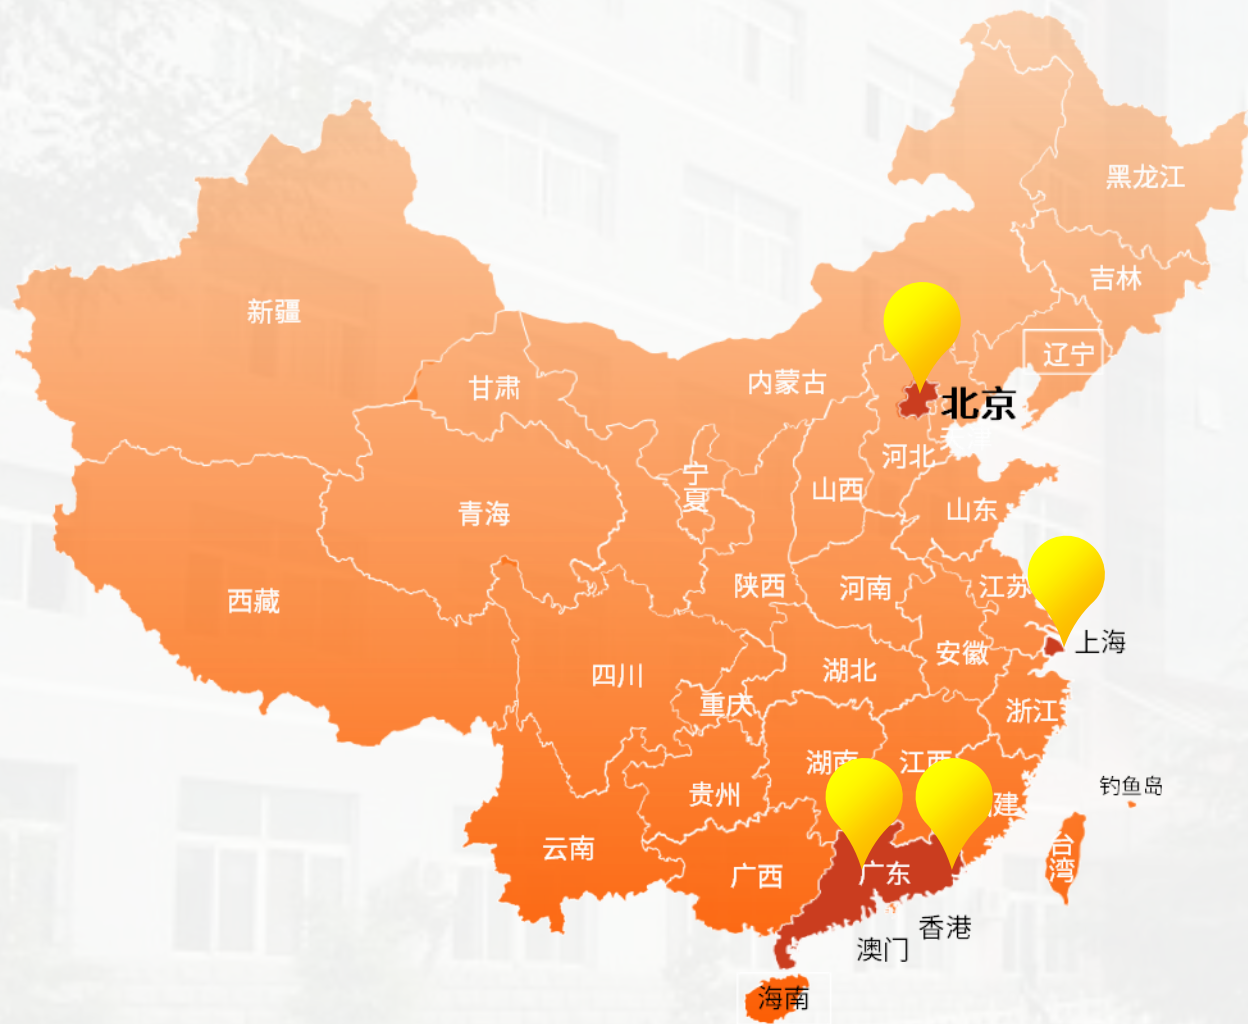 黑龙江
吉林
新疆
辽宁
内蒙古
甘肃
北京
河北
宁夏
山西
山东
青海
陕西
河南
江苏
西藏
上海
安徽
湖北
四川
重庆
浙江
湖南
江西
钓鱼岛
贵州
建
云南
台湾
广西
广东
香港
澳门
海南